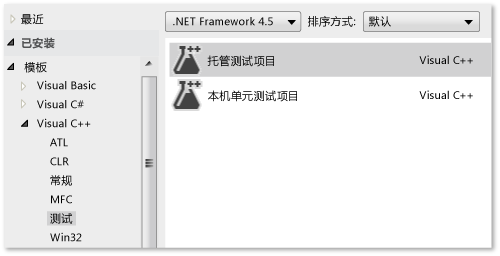 最近
已安装
模板
Visual Basic
Visual C#
Visual C++
ATL
CLR
常规
MFC
测试
Win32
.NET Framework 4.5 排序方式: 默认
托管测试项目 Visual C++
本机单元测试项目 Visual C++